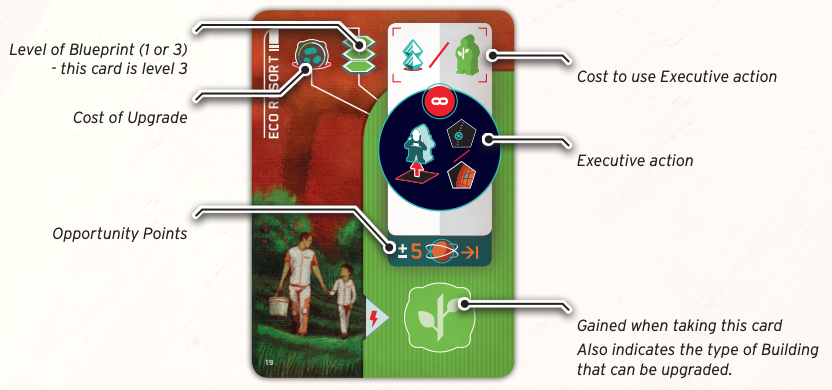 Level of Blueprint (1 or 3)
- this card is level 3
Cost of Upgrade
Opportunity Points
ECO RESORT
±5
19
Cost to use Executive action
Executive action
Gained when taking this card
Also indicates the type of Building
that can be upgraded.